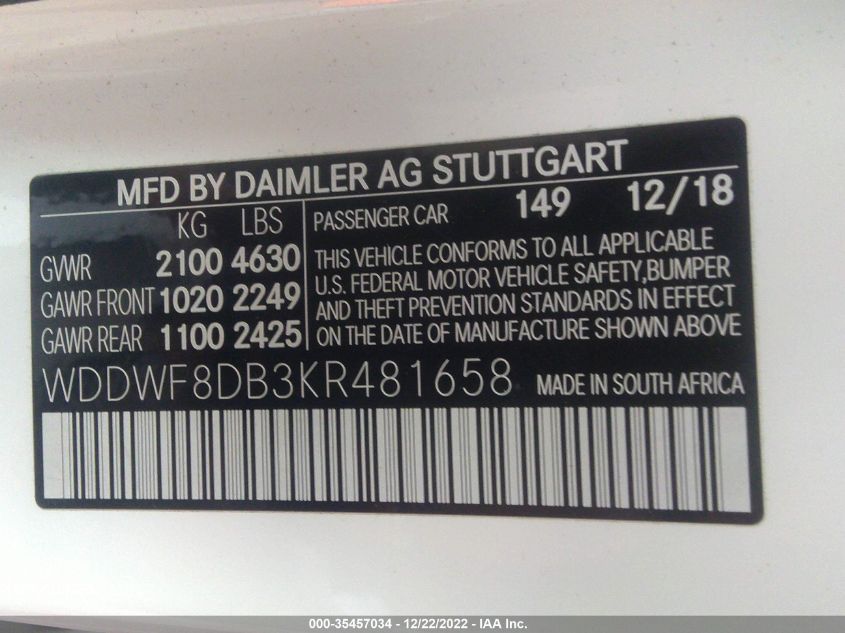 MFD BY DAIMLER AG STUTTGART
KG LBS
GVWR 2100 4630
GAWR FRONT 1020 2249
GAWR REAR 1100 2425
PASSENGER CAR 149 12/18
THIS VEHICLE CONFORMS TO ALL APPLICABLE
U.S. FEDERAL MOTOR VEHICLE SAFETY,BUMPER
AND THEFT PREVENTION STANDARDS IN EFFECT
ON THE DATE OF MANUFACTURE SHOWN ABOVE
WDDWF8DB3KR481658 MADE IN SOUTH AFRICA
000-35457034 - 12/22/2022 - IAA Inc.